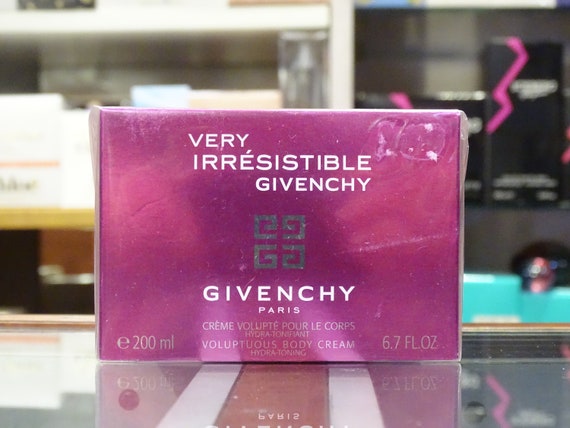 VERY
IRRÉSISTIBLE
GIVENCHY
GIVENCHY
PARIS
CRÈME VOLUPTÉ POUR LE CORPS
HYDRA-TONIFIANT
VOLUPTUOUS BODY CREAM
HYDRA-TONING
℮ 200 ml
6.7 FL.OZ